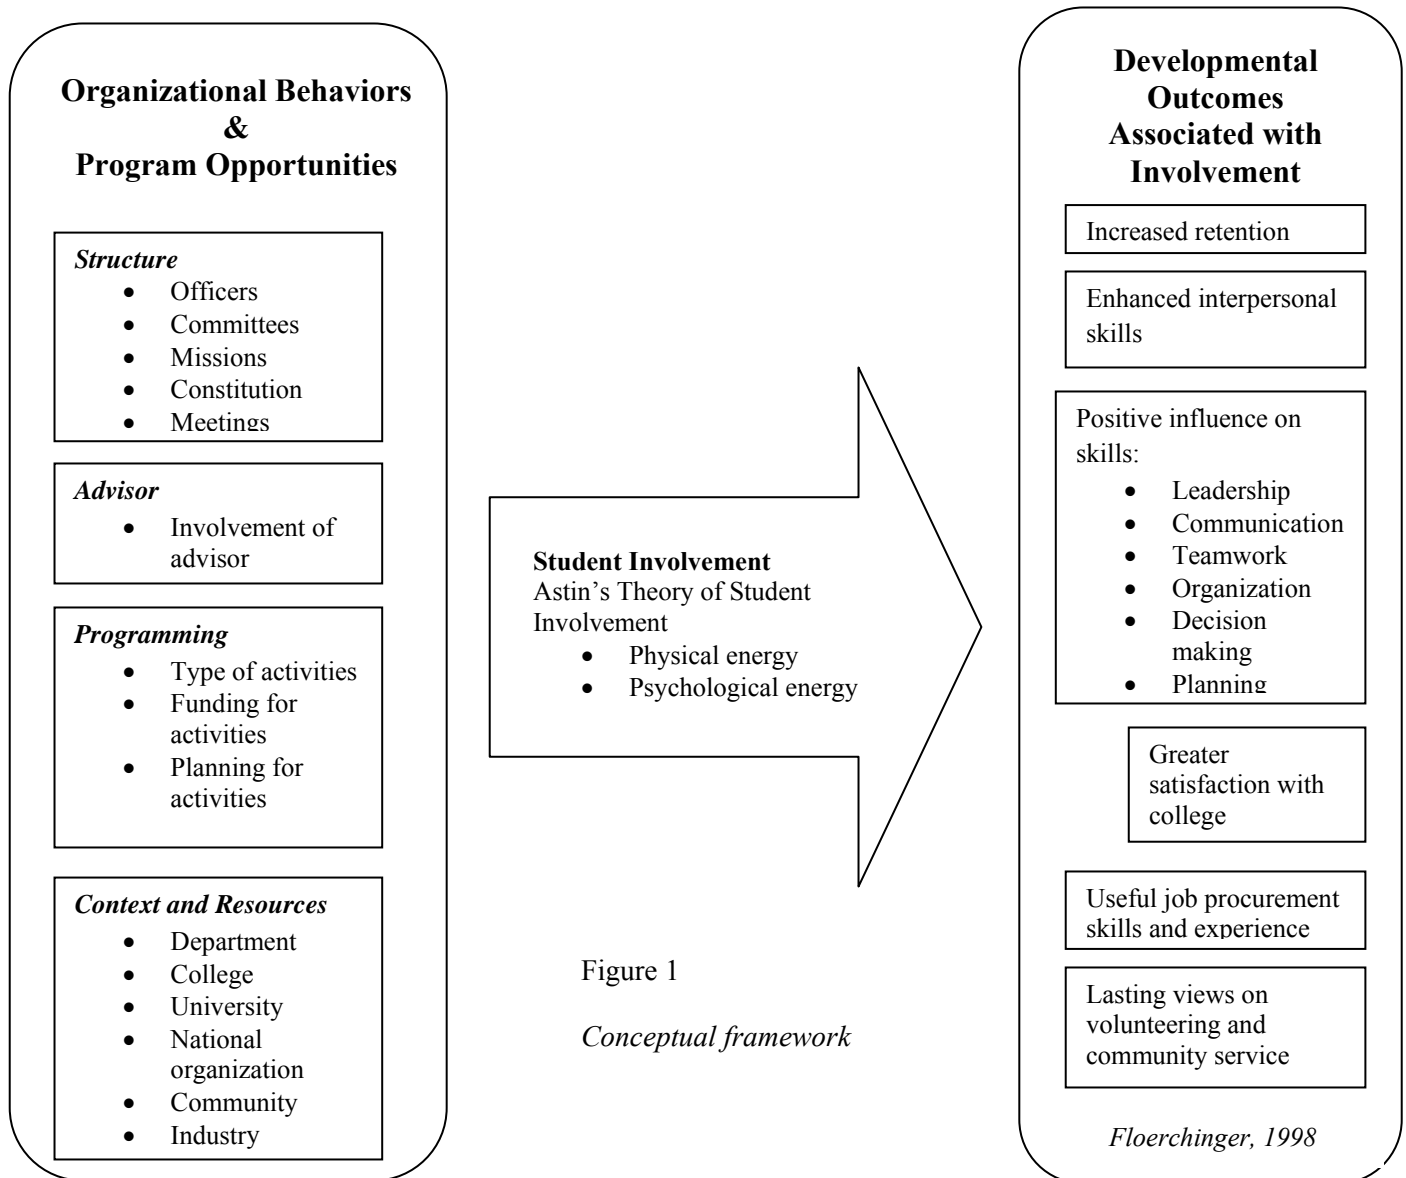 Organizational Behaviors
&
Program Opportunities
Structure
• Officers
• Committees
• Missions
• Constitution
• Meetings
Advisor
• Involvement of
advisor
Programming
• Type of activities
• Funding for
activities
• Planning for
activities
Context and Resources
• Department
• College
• University
• National
organization
• Community
• Industry
Student Involvement
Astin’s Theory of Student
Involvement
• Physical energy
• Psychological energy
Figure 1
Conceptual framework
Developmental
Outcomes
Associated with
Involvement
Increased retention
Enhanced interpersonal
skills
Positive influence on
skills:
• Leadership
• Communication
• Teamwork
• Organization
• Decision
making
• Planning
Greater
satisfaction with
college
Useful job procurement
skills and experience
Lasting views on
volunteering and
community service
Floerchinger, 1998